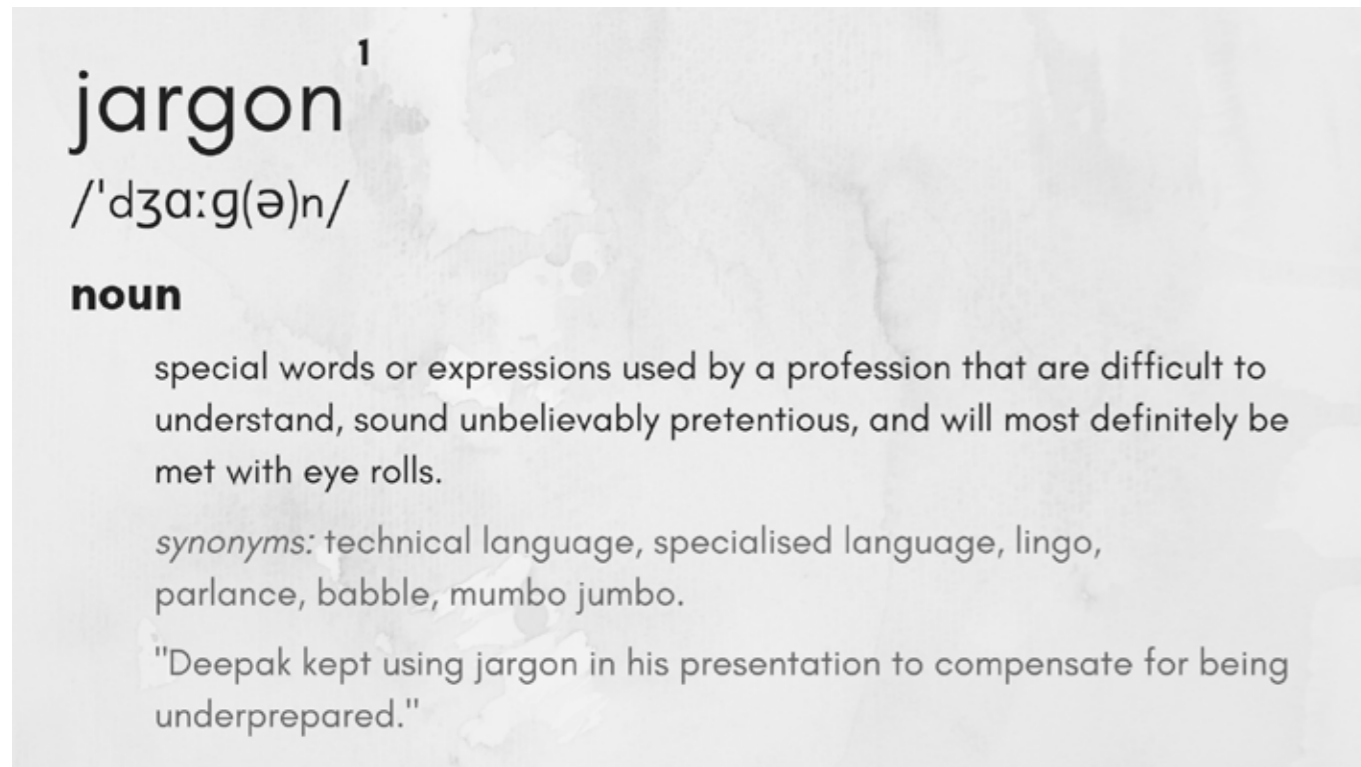 jargon¹
/ˈdʒɑːɡ(ə)n/
noun
special words or expressions used by a profession that are difficult to
understand, sound unbelievably pretentious, and will most definitely be
met with eye rolls.
synonyms: technical language, specialised language, lingo,
parlance, babble, mumbo jumbo.
"Deepak kept using jargon in his presentation to compensate for being
underprepared."